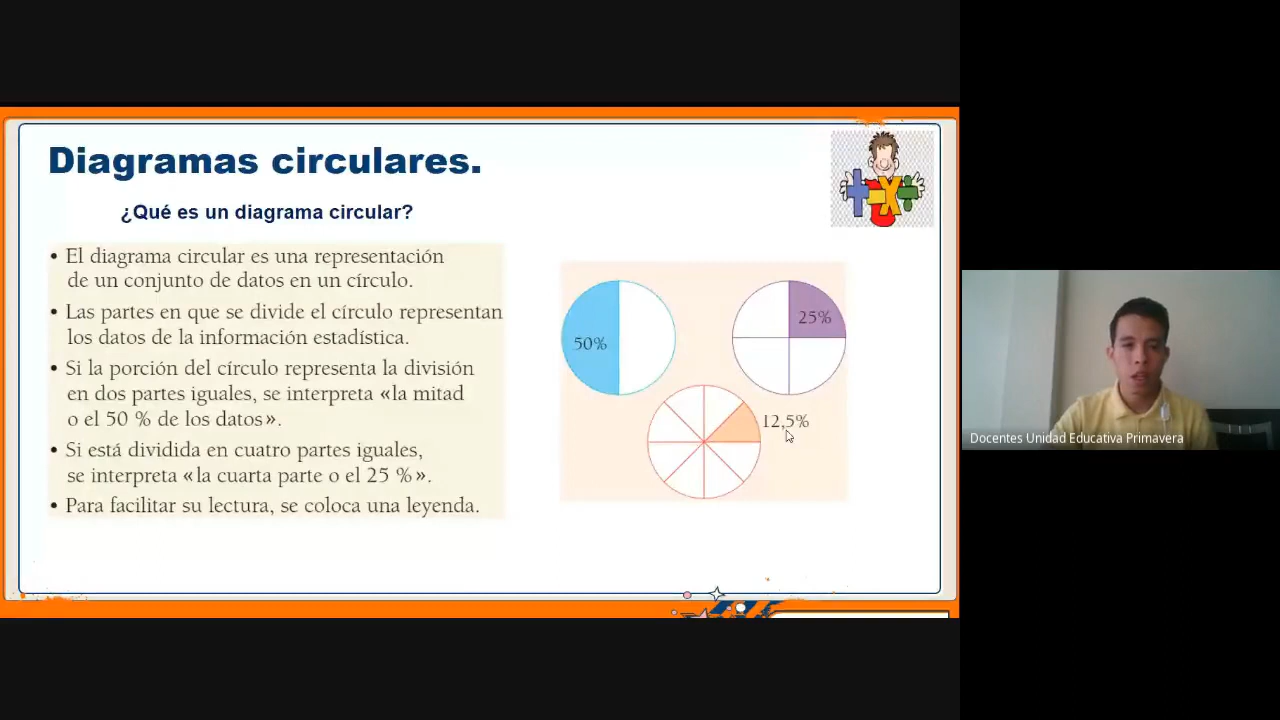 Diagramas circulares.
¿Qué es un diagrama circular?
• El diagrama circular es una representación
de un conjunto de datos en un círculo.
• Las partes en que se divide el círculo representan
los datos de la información estadística.
• Si la porción del círculo representa la división
en dos partes iguales, se interpreta «la mitad
o el 50 % de los datos».
• Si está dividida en cuatro partes iguales,
se interpreta «la cuarta parte o el 25 %».
• Para facilitar su lectura, se coloca una leyenda.
50%
25%
12,5%
Docentes Unidad Educativa Primavera